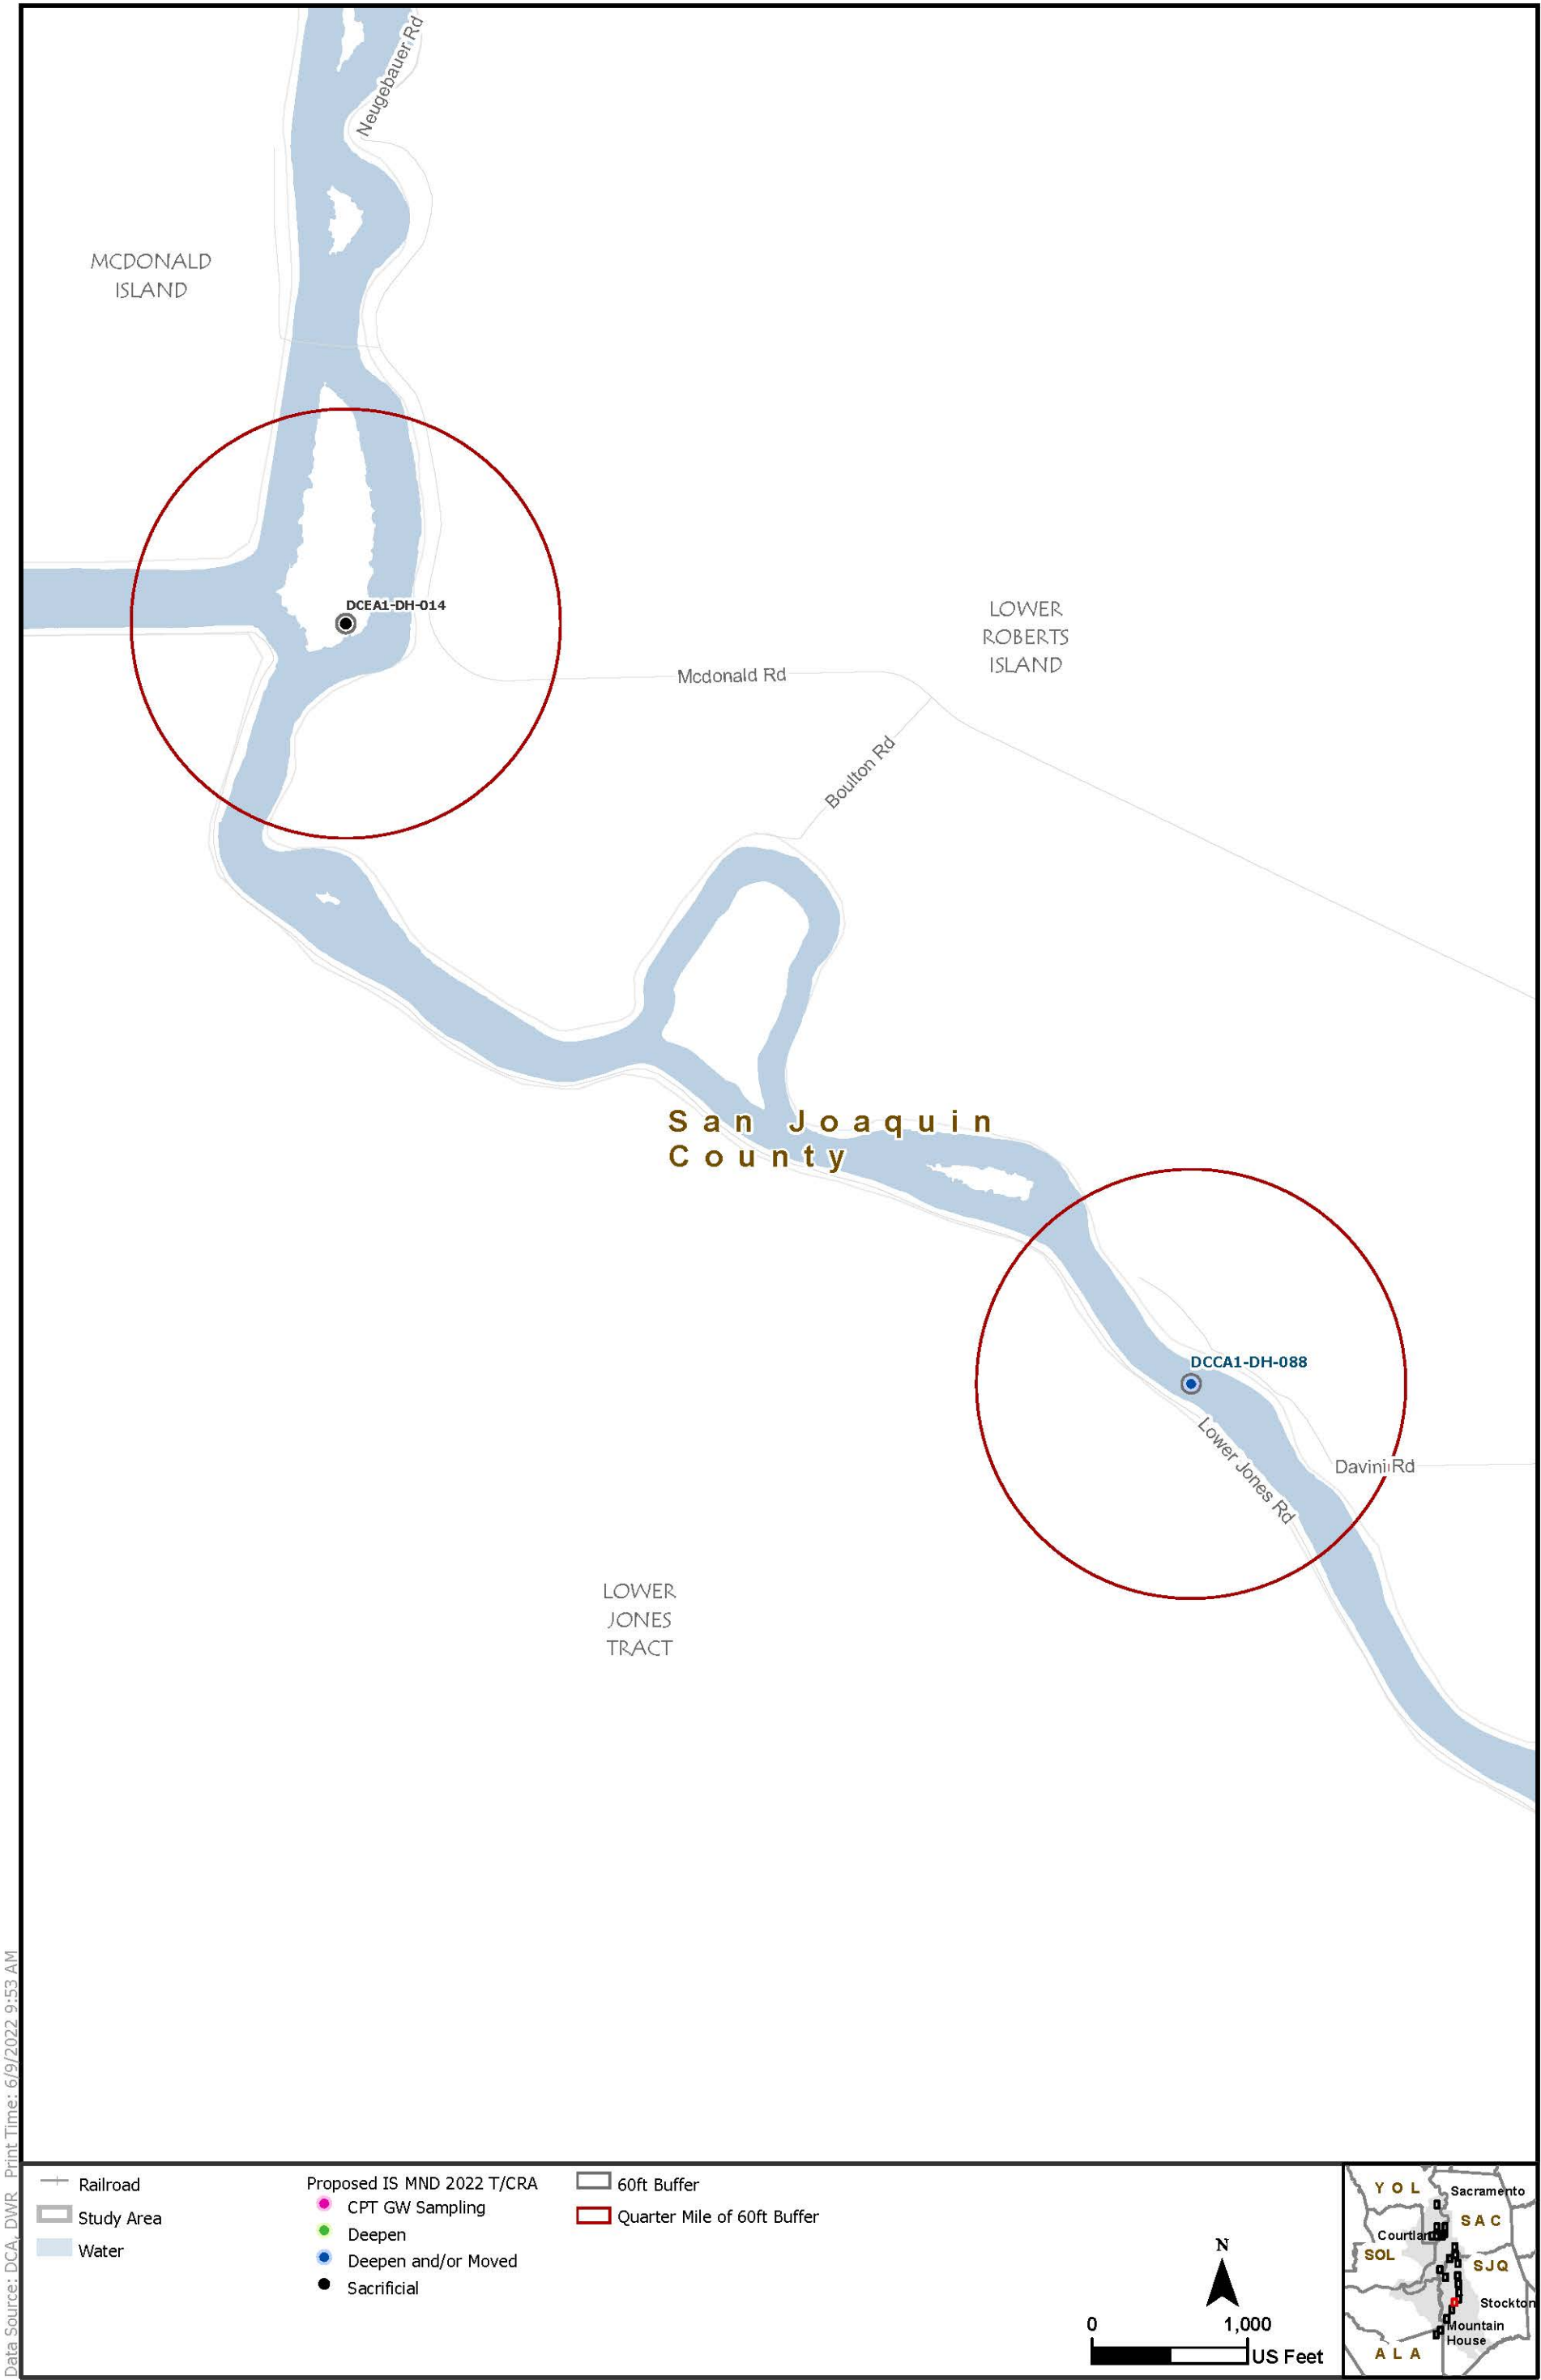 Neugebauer Rd
MCDONALD
ISLAND
DCEA1-DH-014
LOWER
ROBERTS
ISLAND
Mcdonald Rd
Boulton Rd
San Joaquin
County
DCCA1-DH-088
Lower Jones Rd
Davini Rd
LOWER
JONES
TRACT
Data Source: DCA, DWR Print Time: 6/9/2022 9:53 AM
Railroad
Study Area
Water
Proposed IS MND 2022 T/CRA
CPT GW Sampling
Deepen
Deepen and/or Moved
Sacrificial
60ft Buffer
Quarter Mile of 60ft Buffer
N
0 1,000
US Feet
YOL
Sacramento
SAC
Courtland
SOL
SJQ
Stockton
Mountain
House
ALA